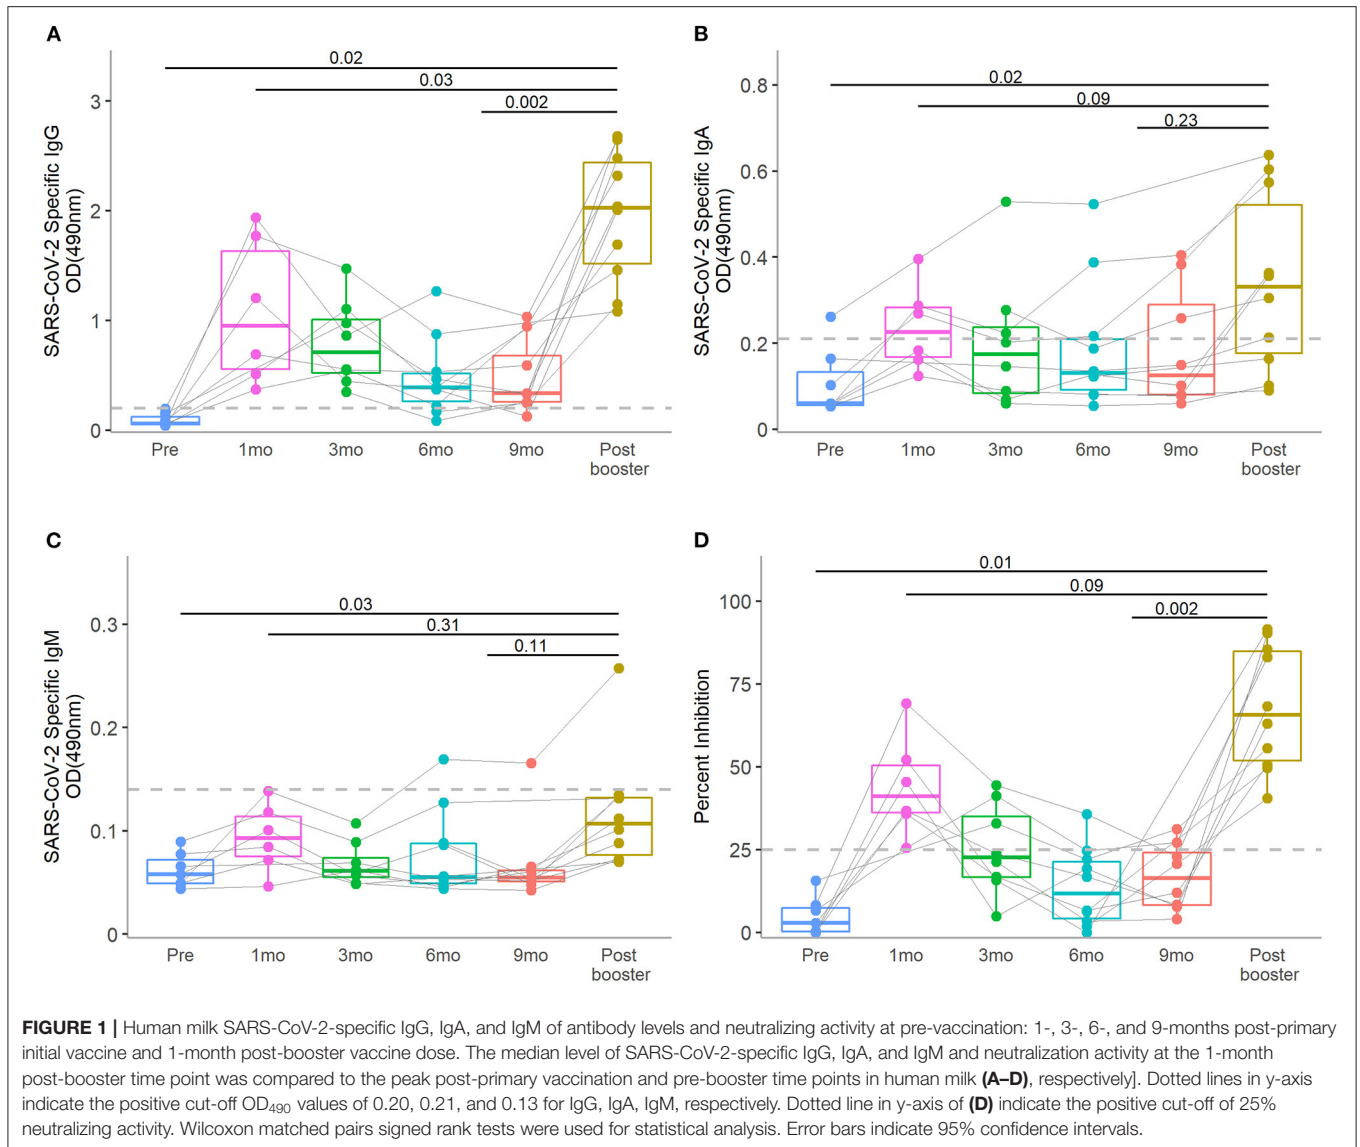 A
SARS-CoV-2 Specific IgG
OD(490nm)
3
2
1
0
0.02
0.03
0.002
Pre 1mo 3mo 6mo 9mo Post
booster
B
SARS-CoV-2 Specific IgA
OD(490nm)
0.8
0.6
0.4
0.2
0
0.02
0.09
0.23
Pre 1mo 3mo 6mo 9mo Post
booster
C
SARS-CoV-2 Specific IgM
OD(490nm)
0.3
0.2
0.1
0
0.03
0.31
0.11
Pre 1mo 3mo 6mo 9mo Post
booster
D
Percent Inhibition
100
75
50
25
0
0.01
0.09
0.002
Pre 1mo 3mo 6mo 9mo Post
booster
FIGURE 1 | Human milk SARS-CoV-2-specific IgG, IgA, and IgM of antibody levels and neutralizing activity at pre-vaccination: 1-, 3-, 6-, and 9-months post-primary
initial vaccine and 1-month post-booster vaccine dose. The median level of SARS-CoV-2-specific IgG, IgA, and IgM and neutralization activity at the 1-month
post-booster time point was compared to the peak post-primary vaccination and pre-booster time points in human milk (A–D), respectively]. Dotted lines in y-axis
indicate the positive cut-off OD490 values of 0.20, 0.21, and 0.13 for IgG, IgA, IgM, respectively. Dotted line in y-axis of (D) indicate the positive cut-off of 25%
neutralizing activity. Wilcoxon matched pairs signed rank tests were used for statistical analysis. Error bars indicate 95% confidence intervals.